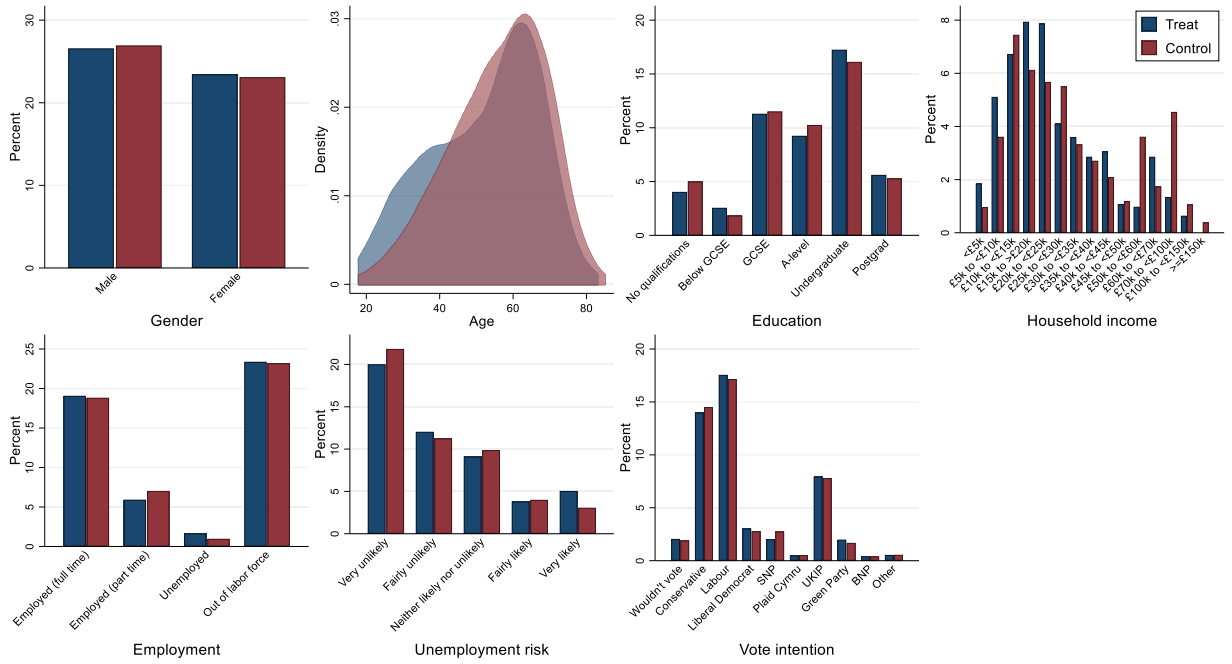 Percent
30
20
10
0
Male
Female
Gender
Density
.03
.02
.01
0
20
40
60
80
Age
Percent
20
15
10
5
0
No qualifications
Below GCSE
GCSE
A-level
Undergraduate
Postgrad
Education
Percent
8
6
4
2
0
Treat
Control
<£5k
£5k to <£10k
£10k to <£15k
£15k to >£20k
£20k to <£25k
£25k to <£30k
£30k to <£35k
£35k to <£40k
£40k to <£45k
£45k to <£50k
£50k to <£60k
£60k to <£70k
£70k to <£100k
£100k to <£150k
>=£150k
Household income
Percent
25
20
15
10
5
0
Employed (full time)
Employed (part time)
Unemployed
Out of labor force
Employment
Percent
20
15
10
5
0
Very unlikely
Fairly unlikely
Neither likely nor unlikely
Fairly likely
Very likely
Unemployment risk
Percent
20
15
10
5
0
Wouldn't vote
Conservative
Labour
Liberal Democrat
SNP
Plaid Cymru
UKIP
Green Party
BNP
Other
Vote intention